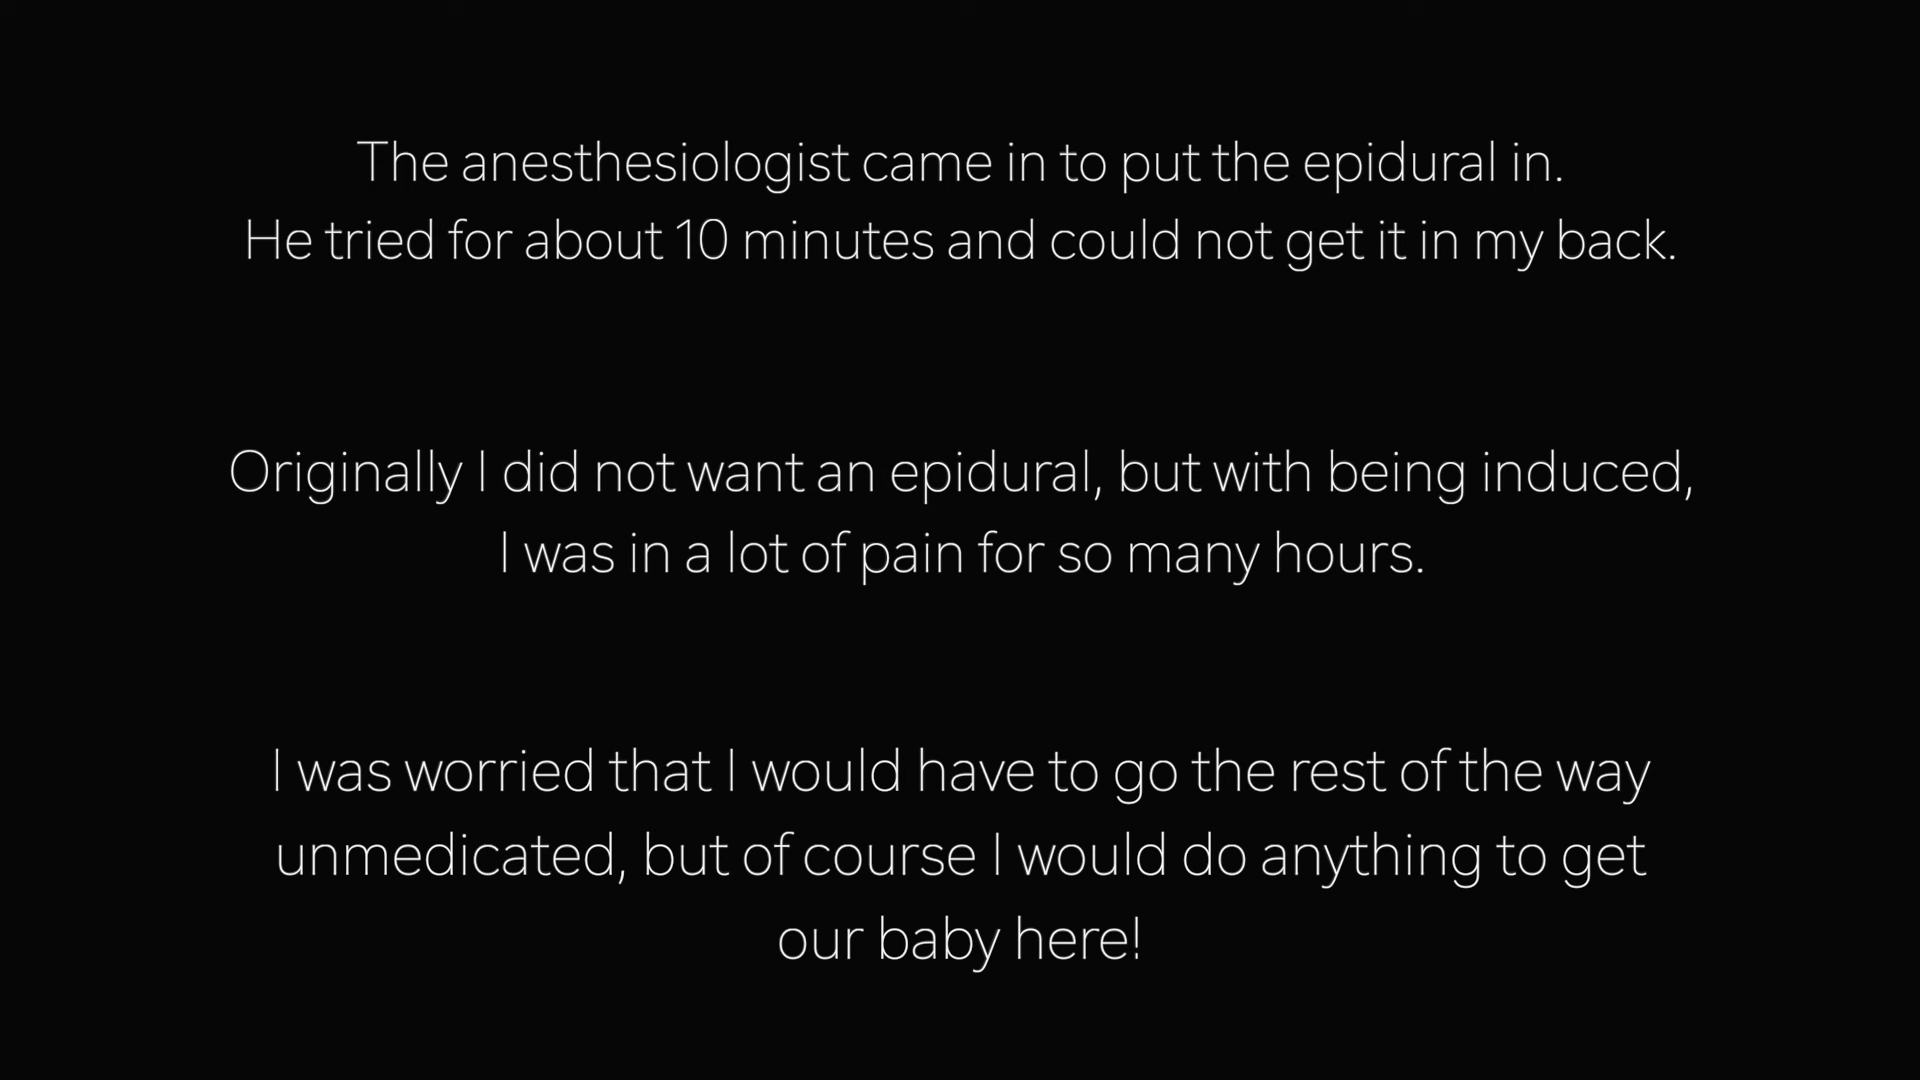 The anesthesiologist came in to put the epidural in.
He tried for about 10 minutes and could not get it in my back.
Originally I did not want an epidural, but with being induced,
I was in a lot of pain for so many hours.
I was worried that I would have to go the rest of the way
unmedicated, but of course I would do anything to get
our baby here!